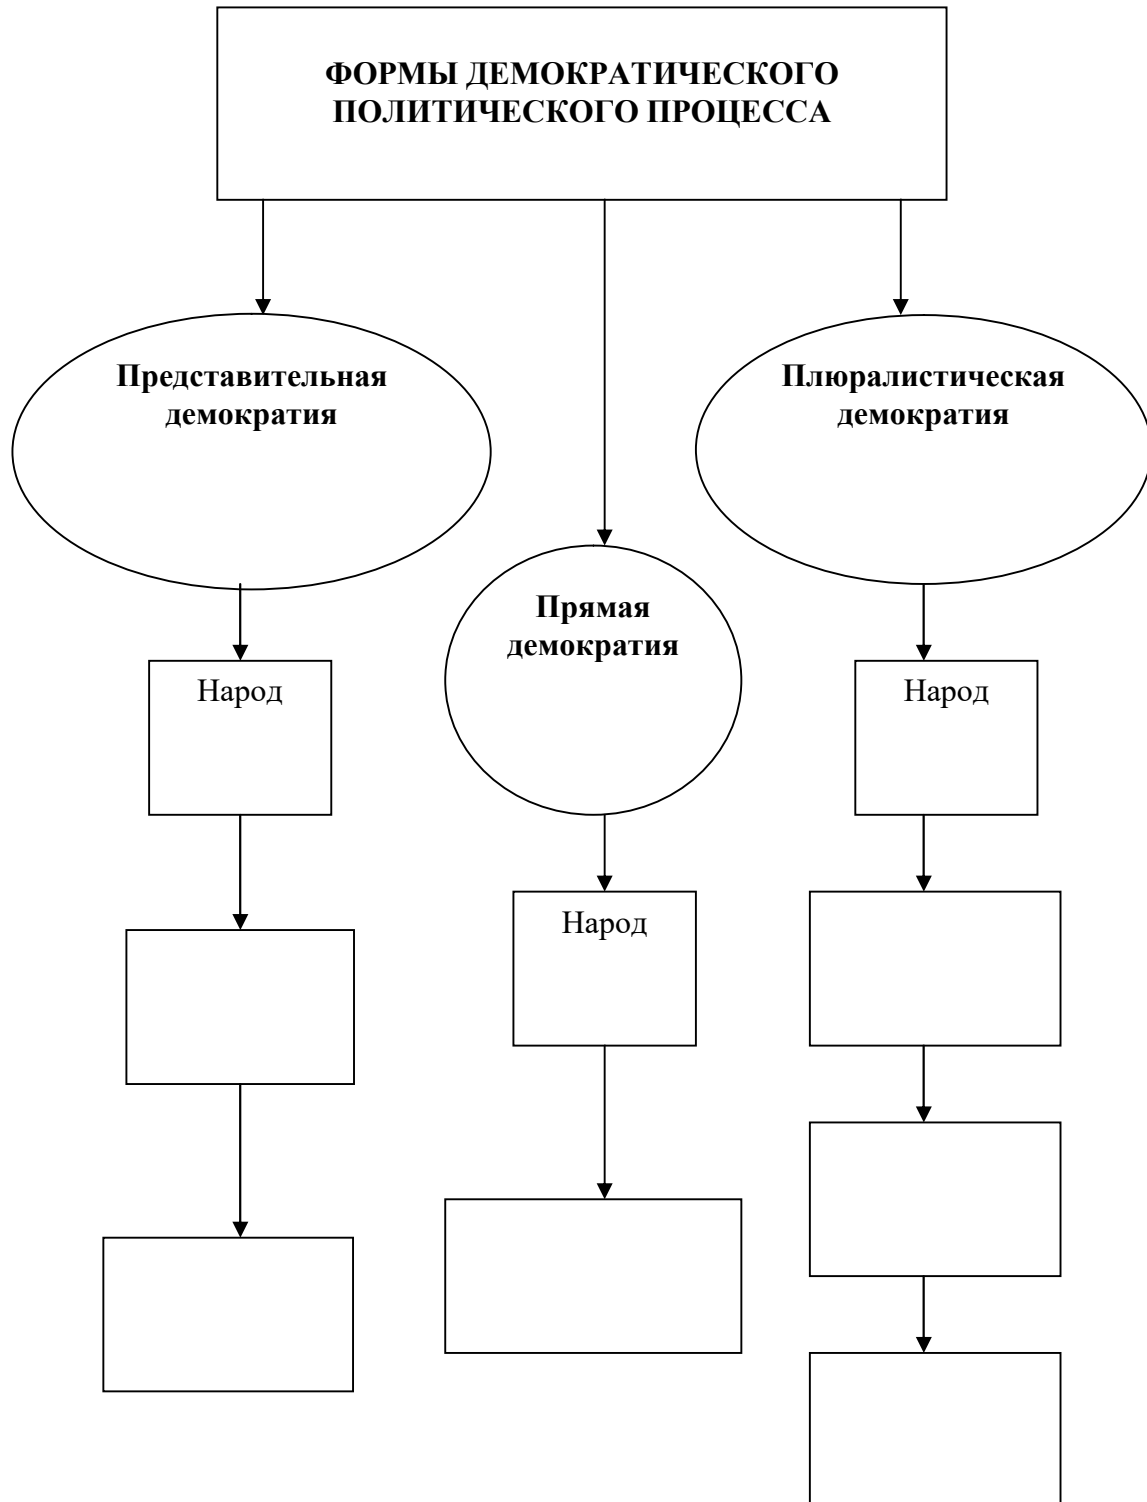 ФОРМЫ ДЕМОКРАТИЧЕСКОГО
ПОЛИТИЧЕСКОГО ПРОЦЕССА
Представительная
демократия
Плюралистическая
демократия
Прямая
демократия
Народ
Народ
Народ